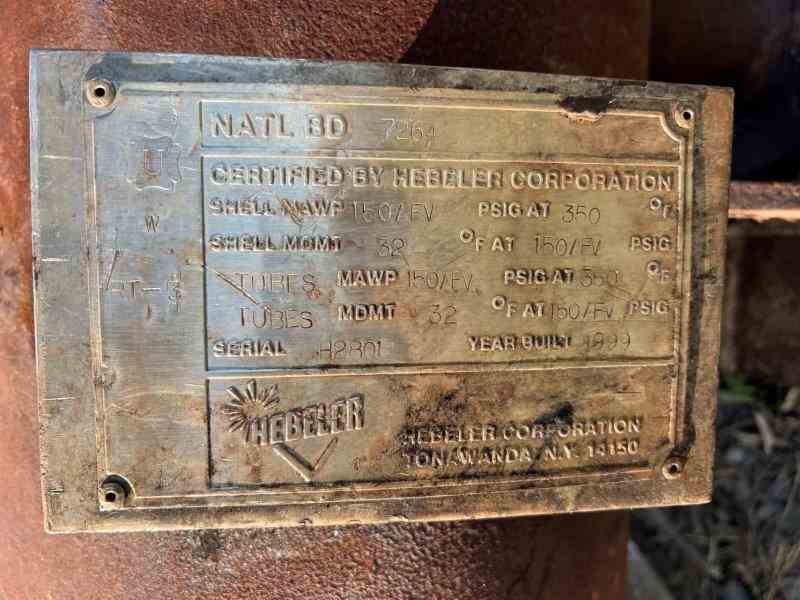 NATL BD 7264
U
W
RT-
CERTIFIED BY HEBELER CORPORATION
SHELL MAWP 150/FV PSIG AT 350 °F
SHELL MDMT 32 °F AT 150/FV PSIG
TUBES MAWP 150/FV PSIG AT 350 °F
TUBES MDMT 32 °F AT 150/FV PSIG
SERIAL H2801 YEAR BUILT 1999
HEBELER
HEBELER CORPORATION
TONAWANDA N.Y. 14150